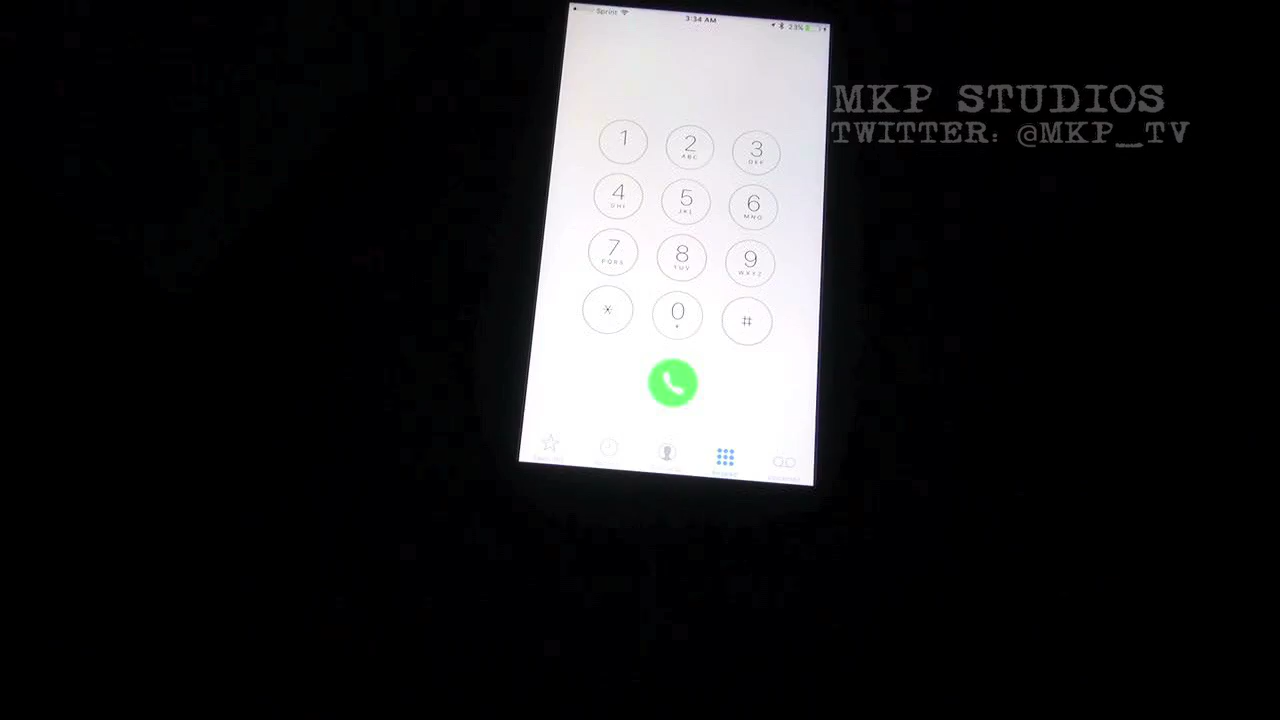 Sprint
3:34 AM
23%
MKP STUDIOS
TWITTER: @MKP_TV
1
2
ABC
3
DEF
4
GHI
5
JKL
6
MNO
7
PQRS
8
TUV
9
WXYZ
*
0
+
#